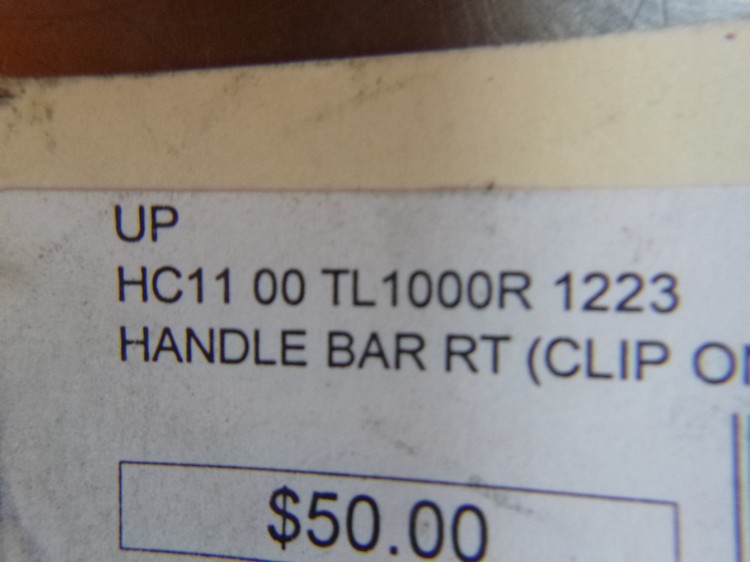 UP
HC11 00 TL1000R 1223
HANDLE BAR RT (CLIP
$50.00